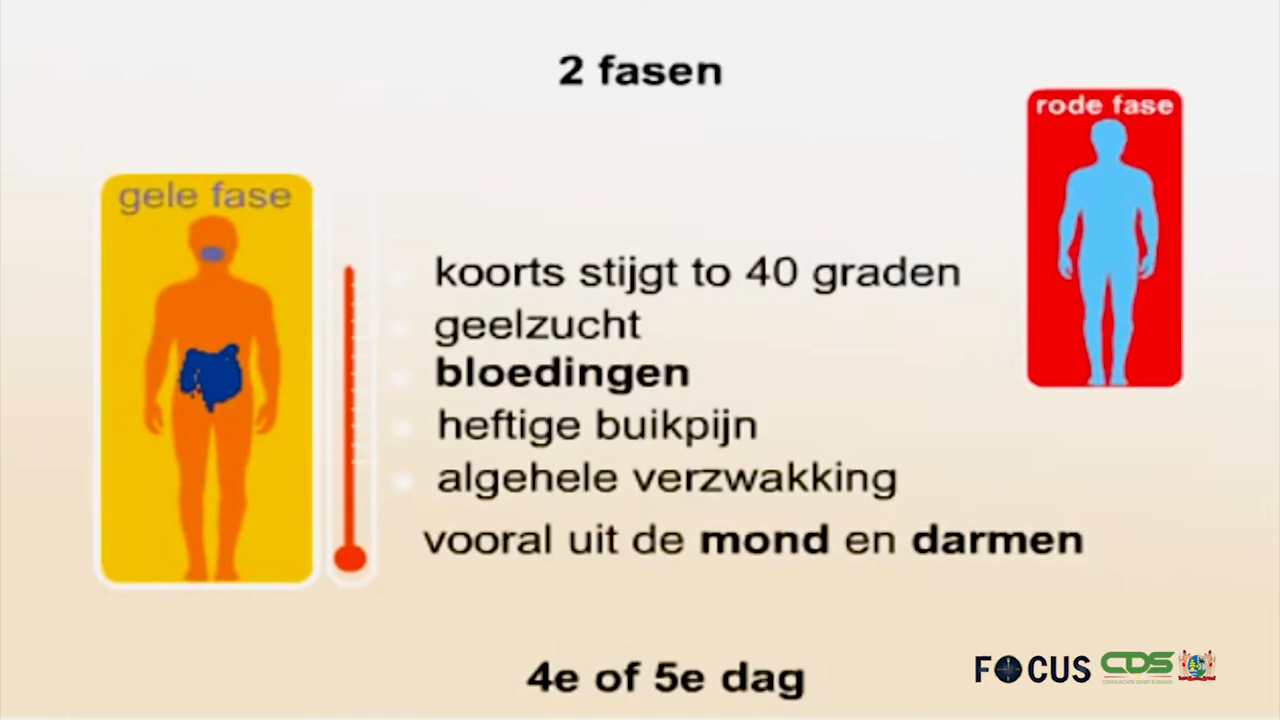 2 fasen
rode fase
gele fase
koorts stijgt to 40 graden
geelzucht
bloedingen
heftige buikpijn
algehele verzwakking
vooral uit de mond en darmen
4e of 5e dag
FOCUS
CDS